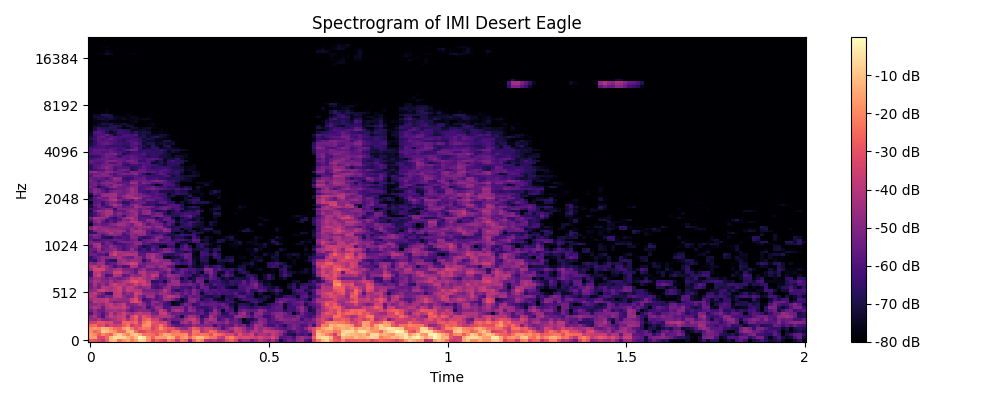 Spectrogram of IMI Desert Eagle
16384
8192
4096
2048
1024
512
0
Hz
0
0.5
1
1.5
2
Time
-10 dB
-20 dB
-30 dB
-40 dB
-50 dB
-60 dB
-70 dB
-80 dB